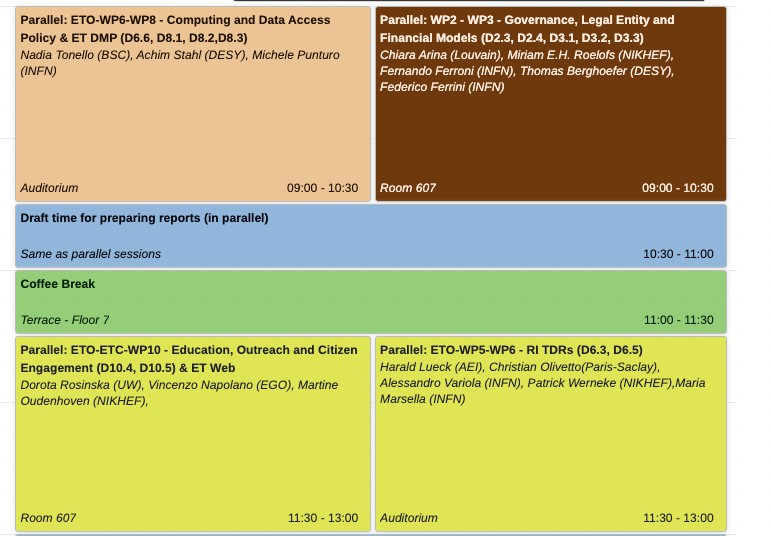 Parallel: ETO-WP6-WP8 - Computing and Data Access
Policy & ET DMP (D6.6, D8.1, D8.2,D8.3)
Nadia Tonello (BSC), Achim Stahl (DESY), Michele Punturo
(INFN)
Auditorium 09:00 - 10:30
Parallel: WP2 - WP3 - Governance, Legal Entity and
Financial Models (D2.3, D2.4, D3.1, D3.2, D3.3)
Chiara Arina (Louvain), Miriam E.H. Roelofs (NIKHEF),
Fernando Ferroni (INFN), Thomas Berghoefer (DESY),
Federico Ferrini (INFN)
Room 607 09:00 - 10:30
Draft time for preparing reports (in parallel)
Same as parallel sessions 10:30 - 11:00
Coffee Break
Terrace - Floor 7 11:00 - 11:30
Parallel: ETO-ETC-WP10 - Education, Outreach and Citizen
Engagement (D10.4, D10.5) & ET Web
Dorota Rosinska (UW), Vincenzo Napolano (EGO), Martine
Oudenhoven (NIKHEF),
Room 607 11:30 - 13:00
Parallel: ETO-WP5-WP6 - RI TDRs (D6.3, D6.5)
Harald Lueck (AEI), Christian Olivetto(Paris-Saclay),
Alessandro Variola (INFN), Patrick Werneke (NIKHEF),Maria
Marsella (INFN)
Auditorium 11:30 - 13:00